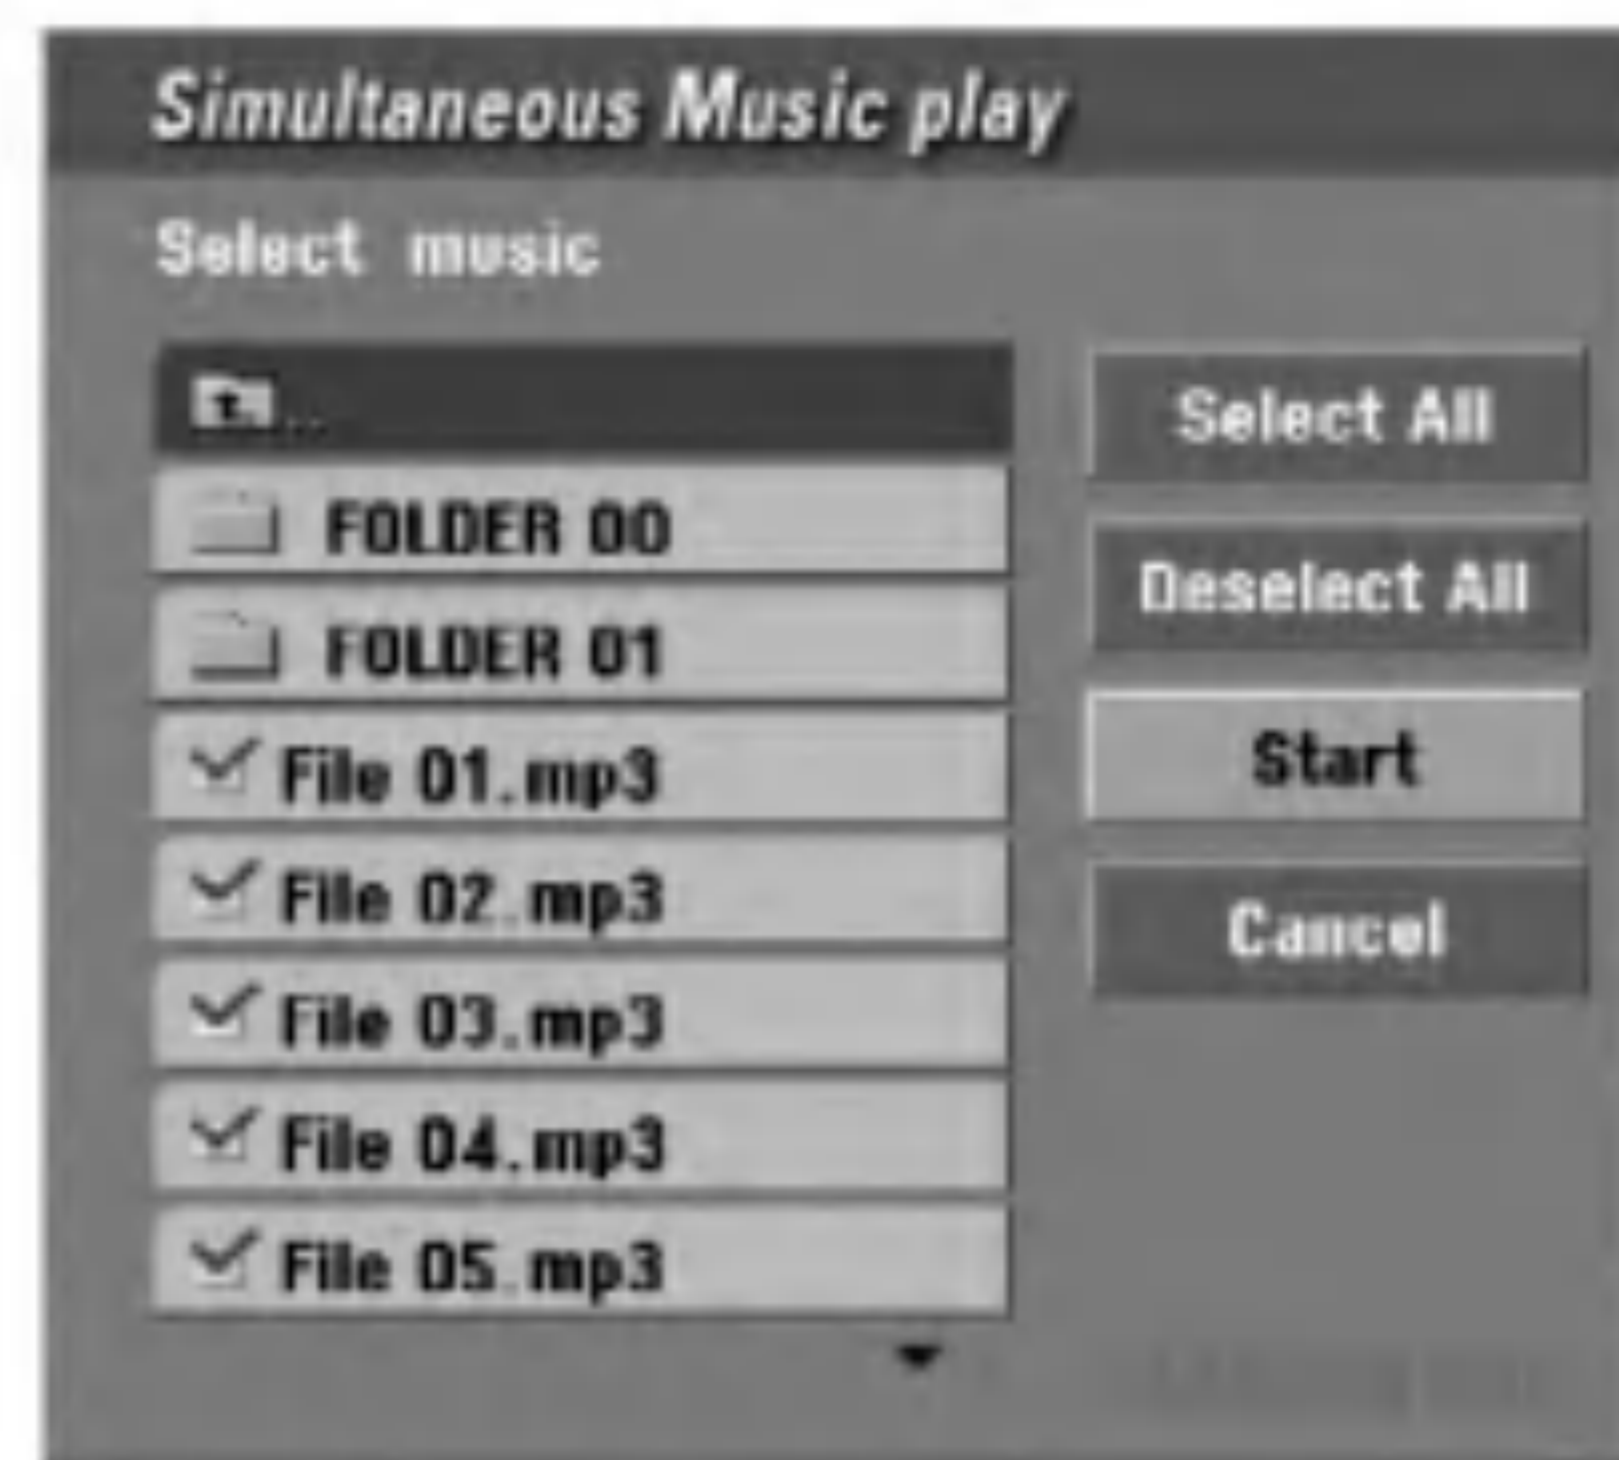 Simultaneous Music play
Select music
..
FOLDER 00
FOLDER 01
File 01.mp3
File 02.mp3
File 03.mp3
File 04.mp3
File 05.mp3
Select All
Deselect All
Start
Cancel